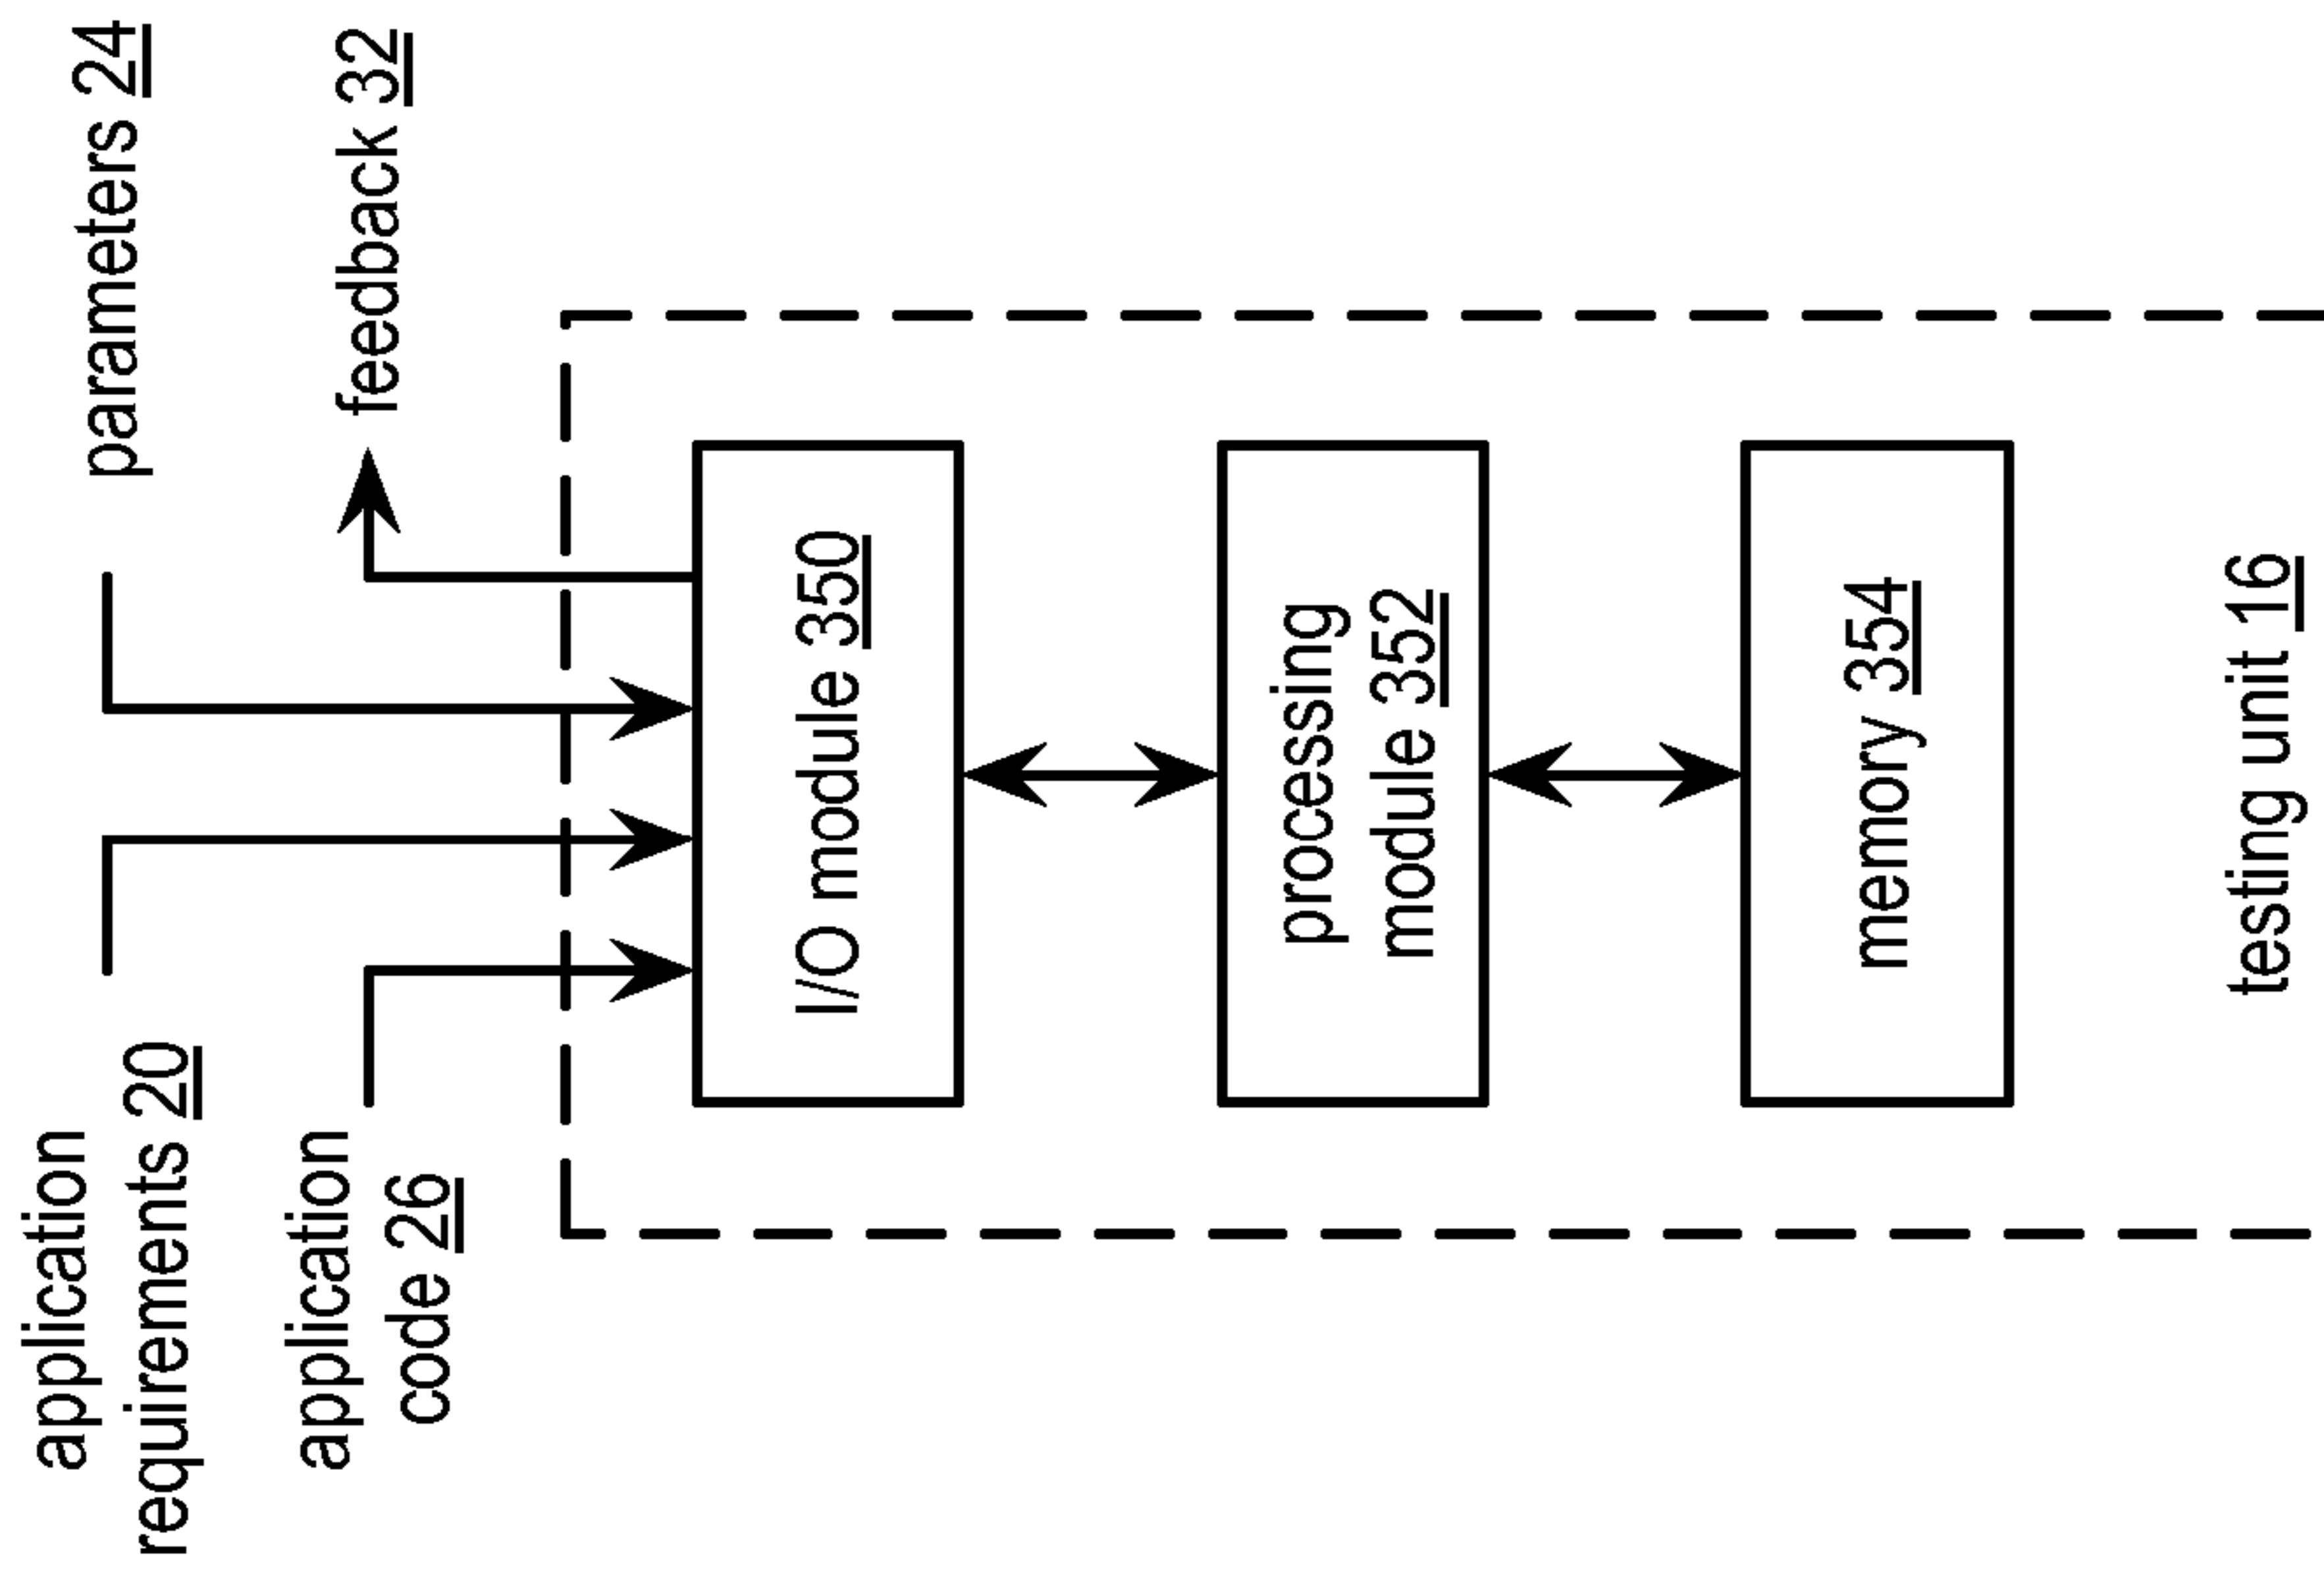 application
requirements 20
parameters 24
application
code 26
feedback 32
I/O module 350
processing
module 352
memory 354
testing unit 16